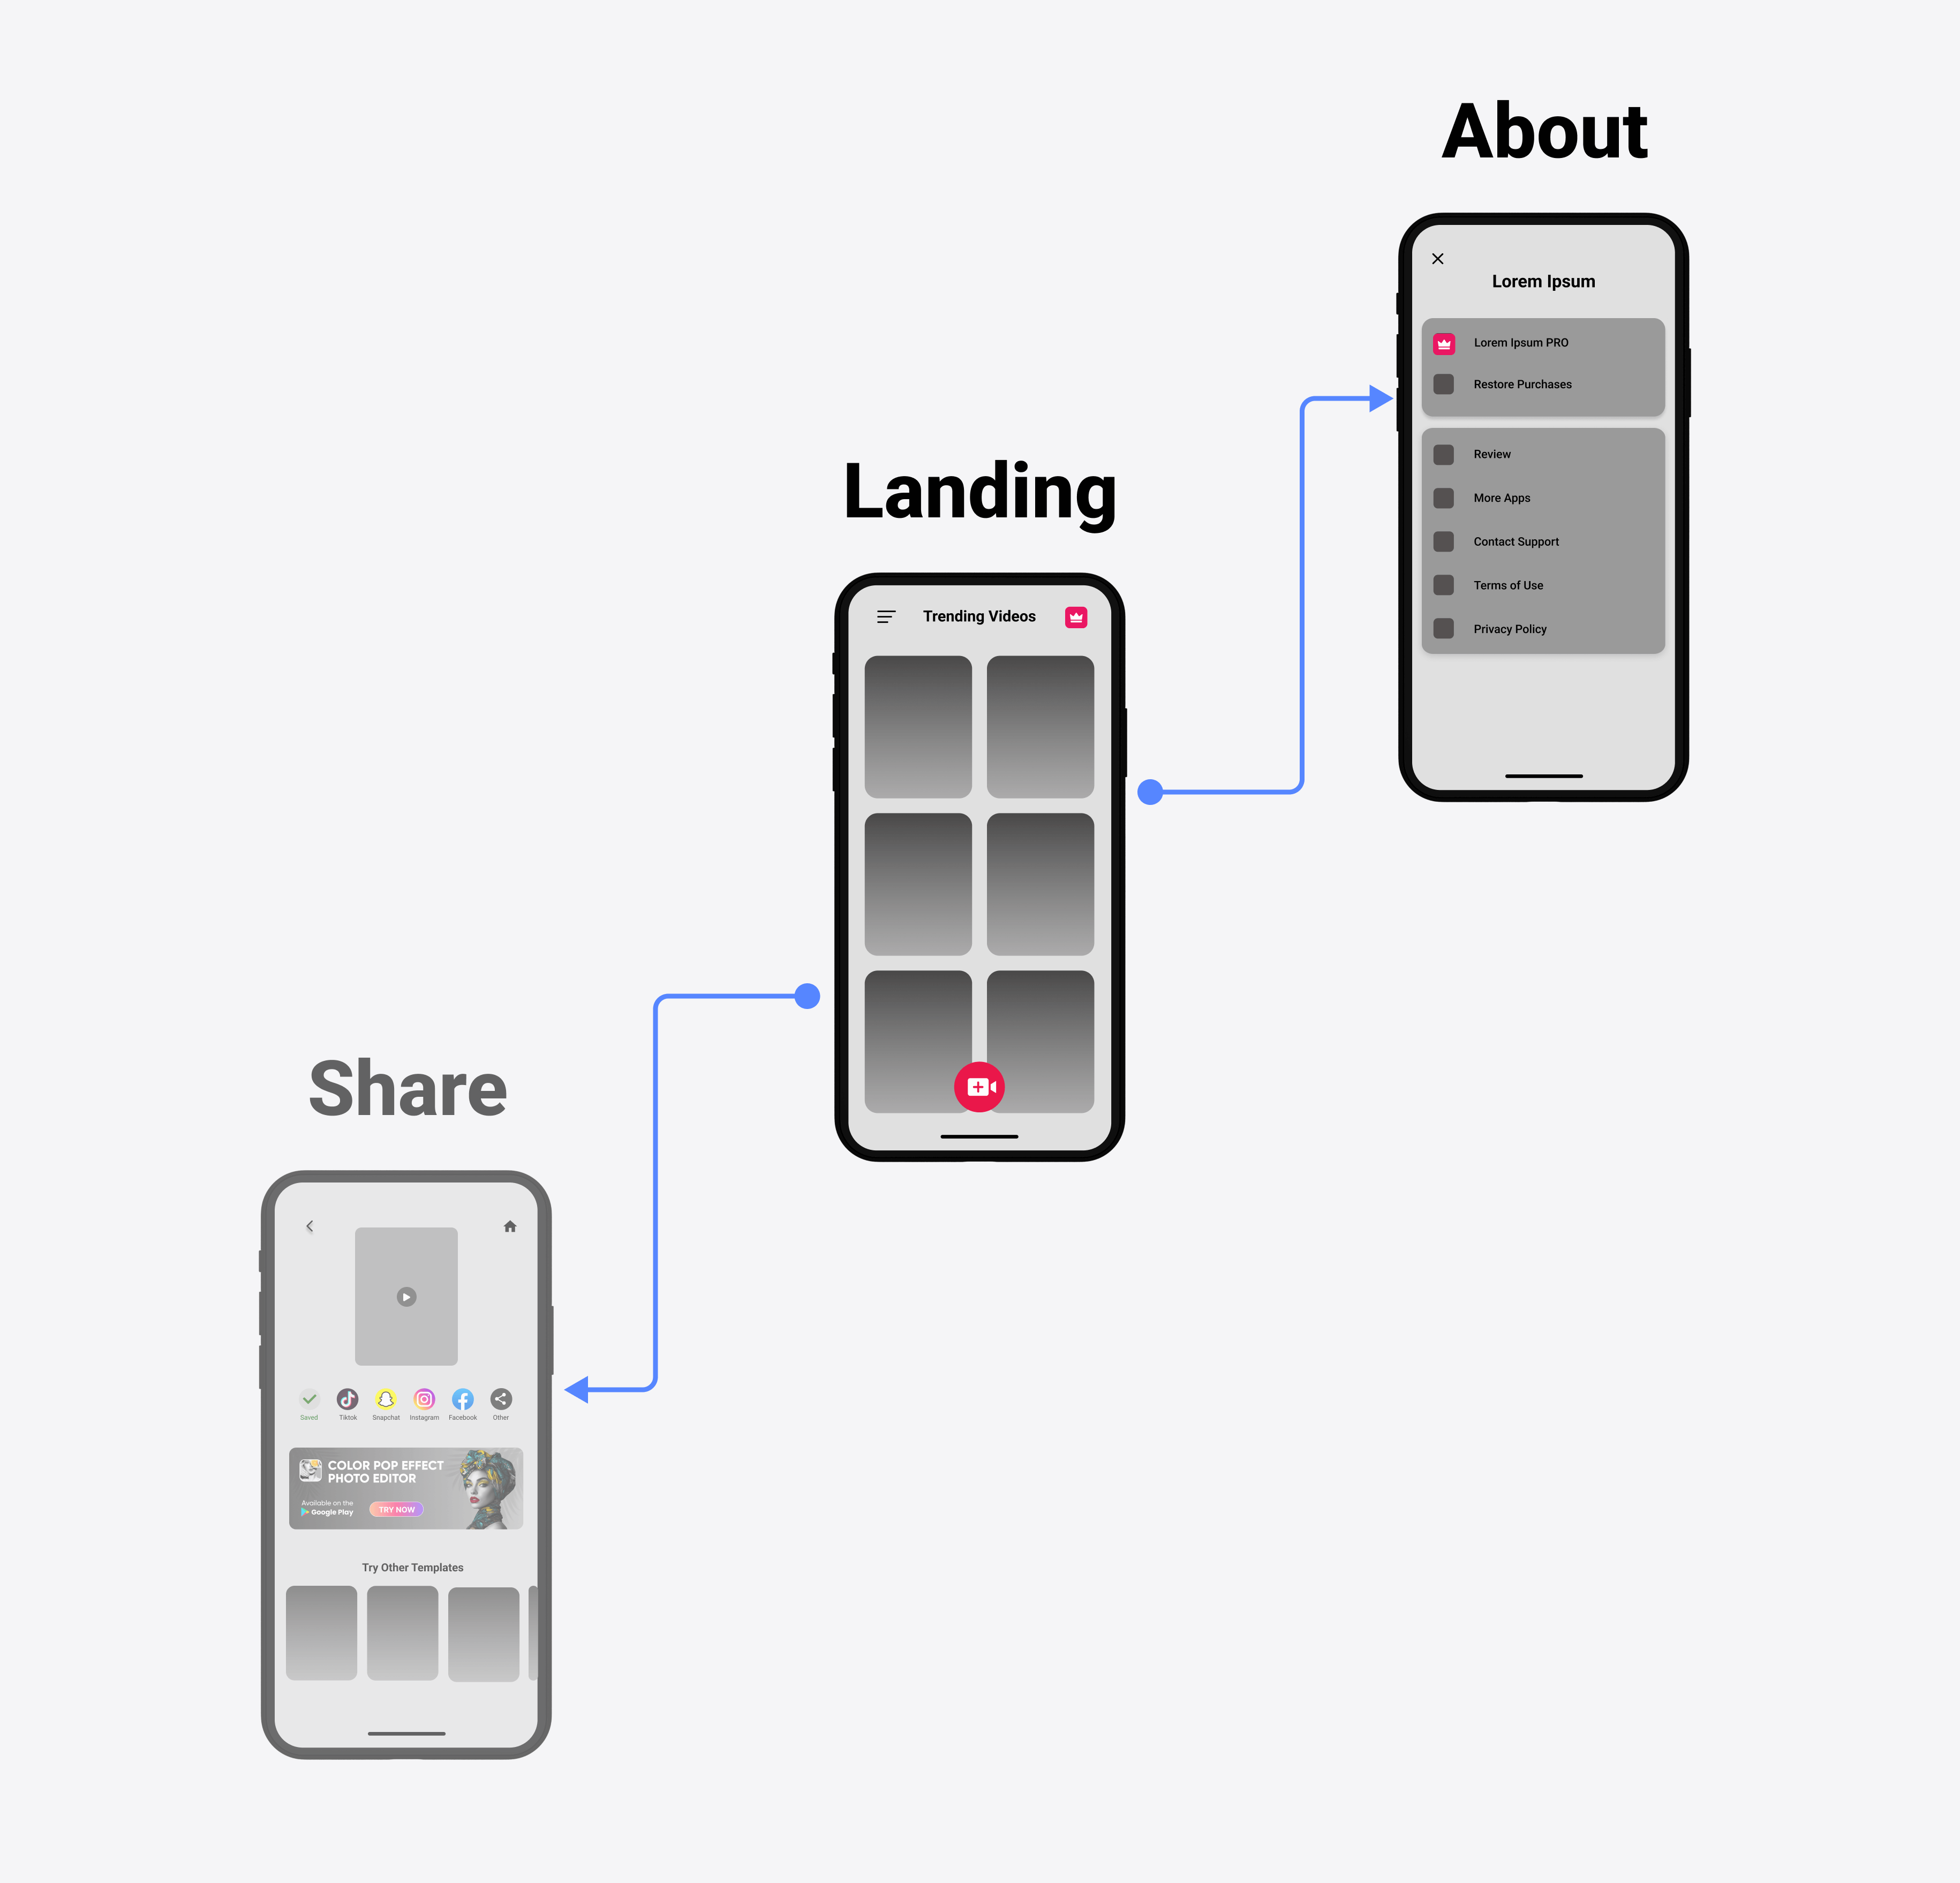 About
Lorem Ipsum
Lorem Ipsum PRO
Restore Purchases
Review
More Apps
Contact Support
Terms of Use
Privacy Policy
Landing
Trending Videos
Share
Saved
Tiktok
Snapchat
Instagram
Facebook
Other
COLOR POP EFFECT
PHOTO EDITOR
Available on the
Google Play
TRY NOW
Try Other Templates